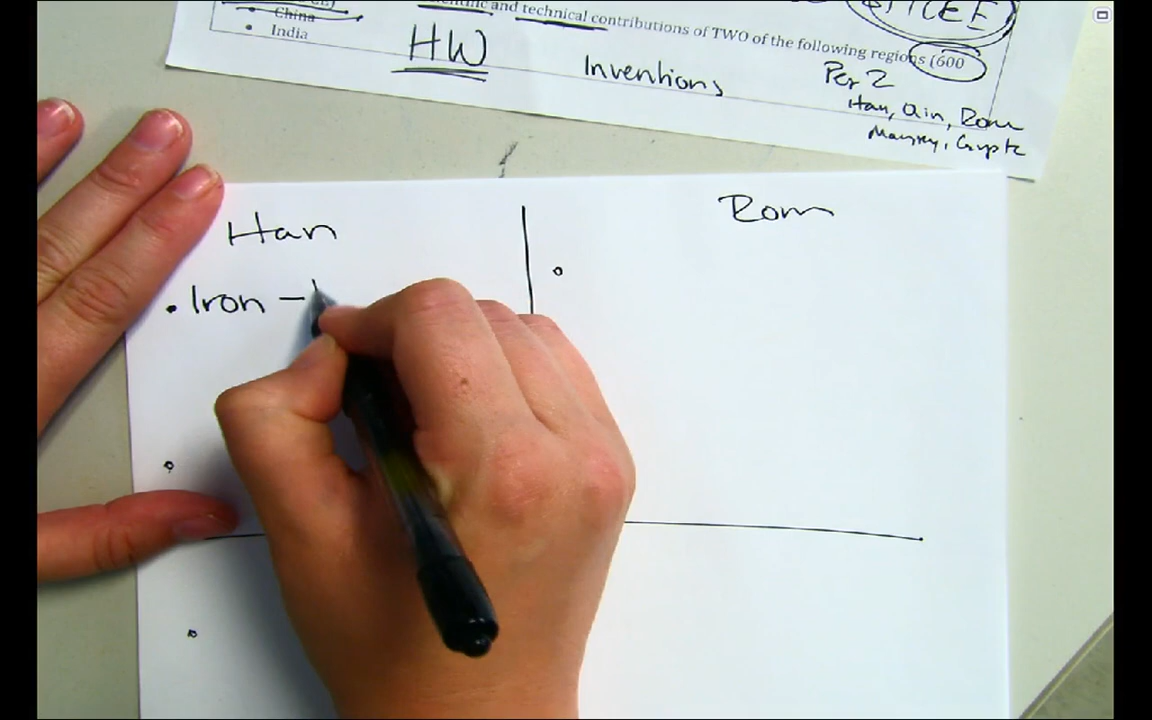 China
India
and technical contributions of TWO of the following regions (600
HW
Inventions
Per 2
Han, Qin, Rom
Han
Rom
Iron –